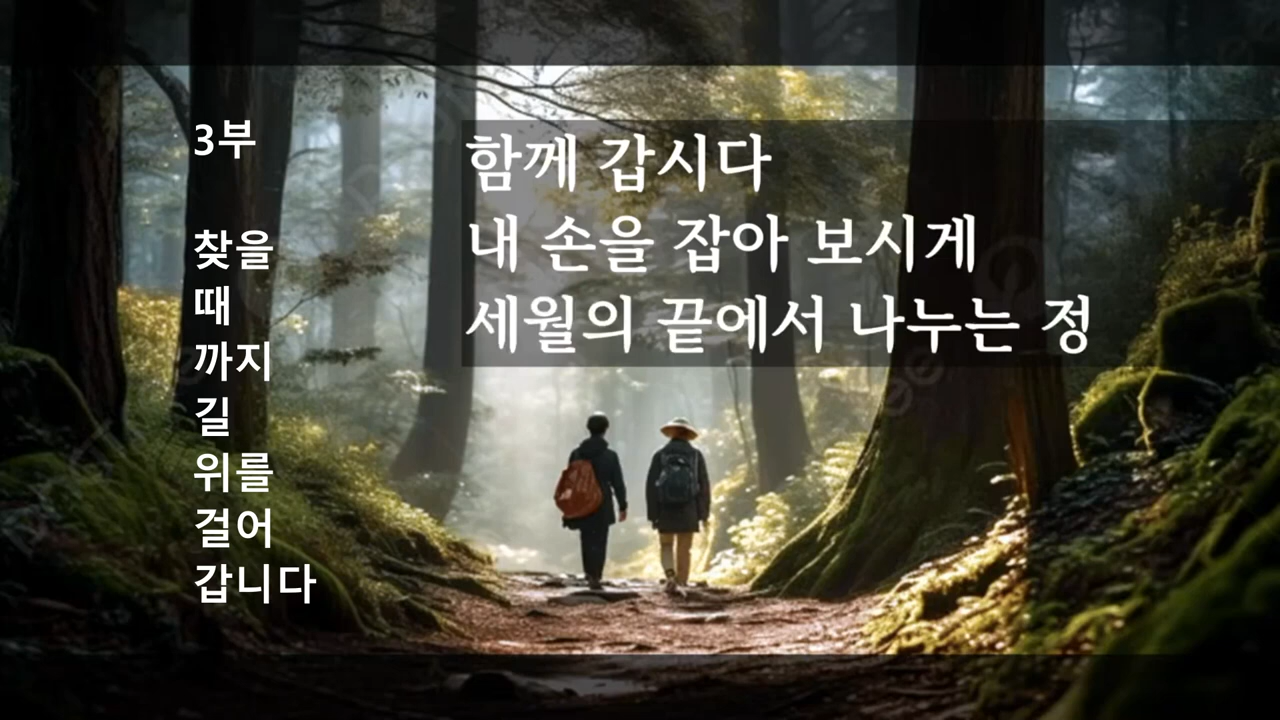 3부
찾을
때
까지
길
위를
걸어
갑니다
함께 갑시다
내 손을 잡아 보시게
세월의 끝에서 나누는 정